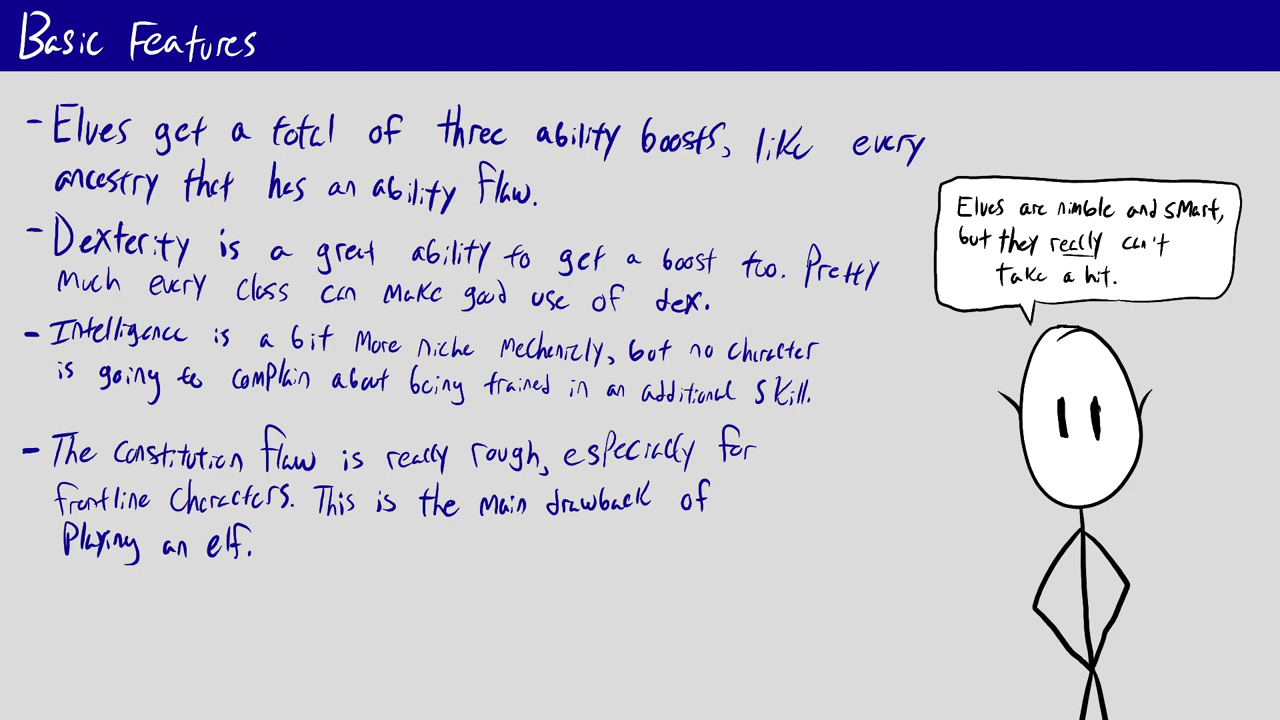 Basic Features
- Elves get a total of three ability boosts, like every
ancestry that has an ability flaw.
- Dexterity is a great ability to get a boost too. Pretty
much every class can make good use of dex.
- Intelligence is a bit more niche mechenicly, but no character
is going to complain about being trained in an additional skill.
- The constitution flaw is really rough, especially for
frontline characters. This is the main drawback of
Playing an elf.
Elves are nimble and smart,
but they really can't
take a hit.